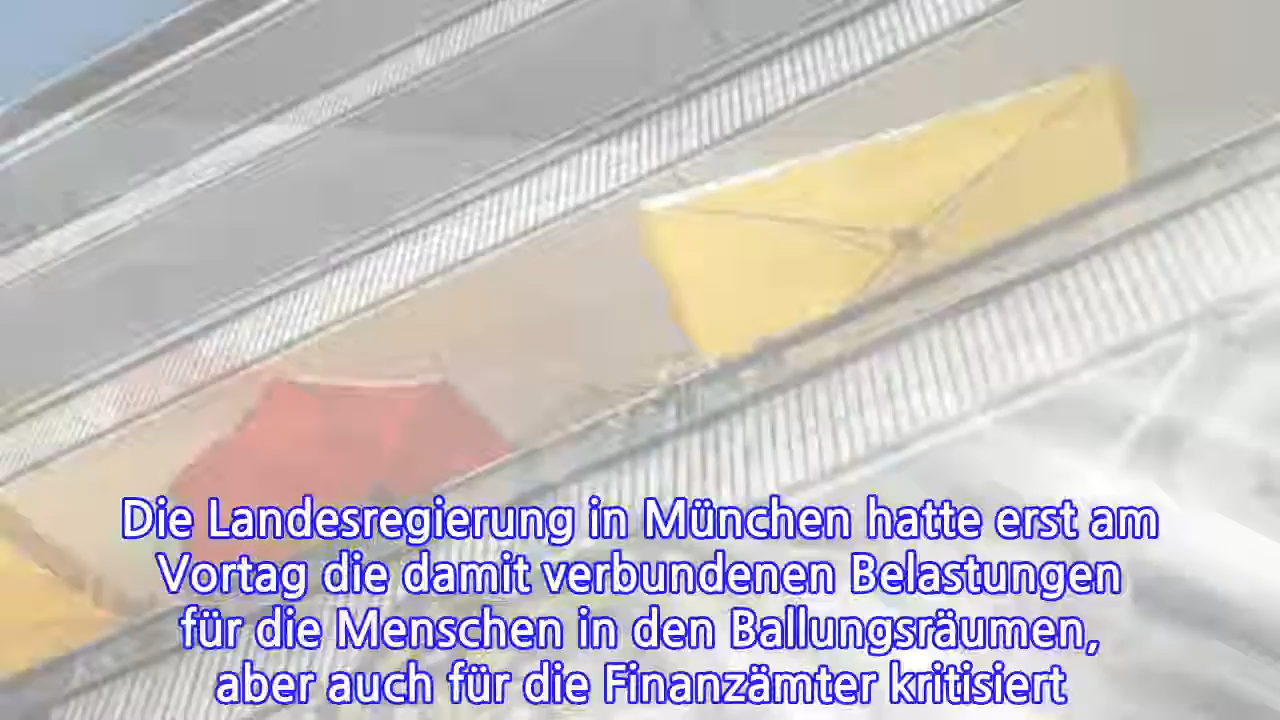 Die Landesregierung in München hatte erst am
Vortag die damit verbundenen Belastungen
für die Menschen in den Ballungsräumen,
aber auch für die Finanzämter kritisiert